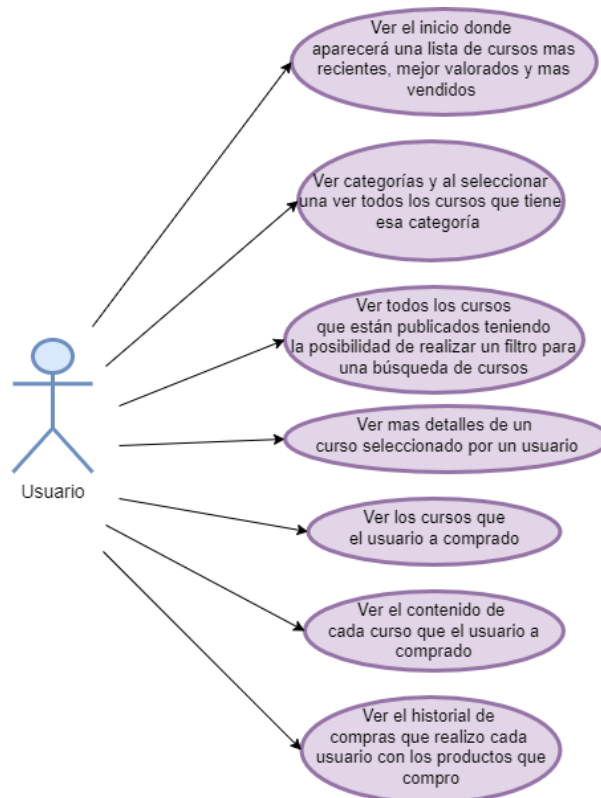 Ver el inicio donde
aparecerá una lista de cursos mas
recientes, mejor valorados y mas
vendidos
Ver categorías y al seleccionar
una ver todos los cursos que tiene
esa categoría
Ver todos los cursos
que están publicados teniendo
la posibilidad de realizar un filtro para
una búsqueda de cursos
Ver mas detalles de un
curso seleccionado por un usuario
Usuario
Ver los cursos que
el usuario a comprado
Ver el contenido de
cada curso que el usuario a
comprado
Ver el historial de
compras que realizo cada
usuario con los productos que
compro